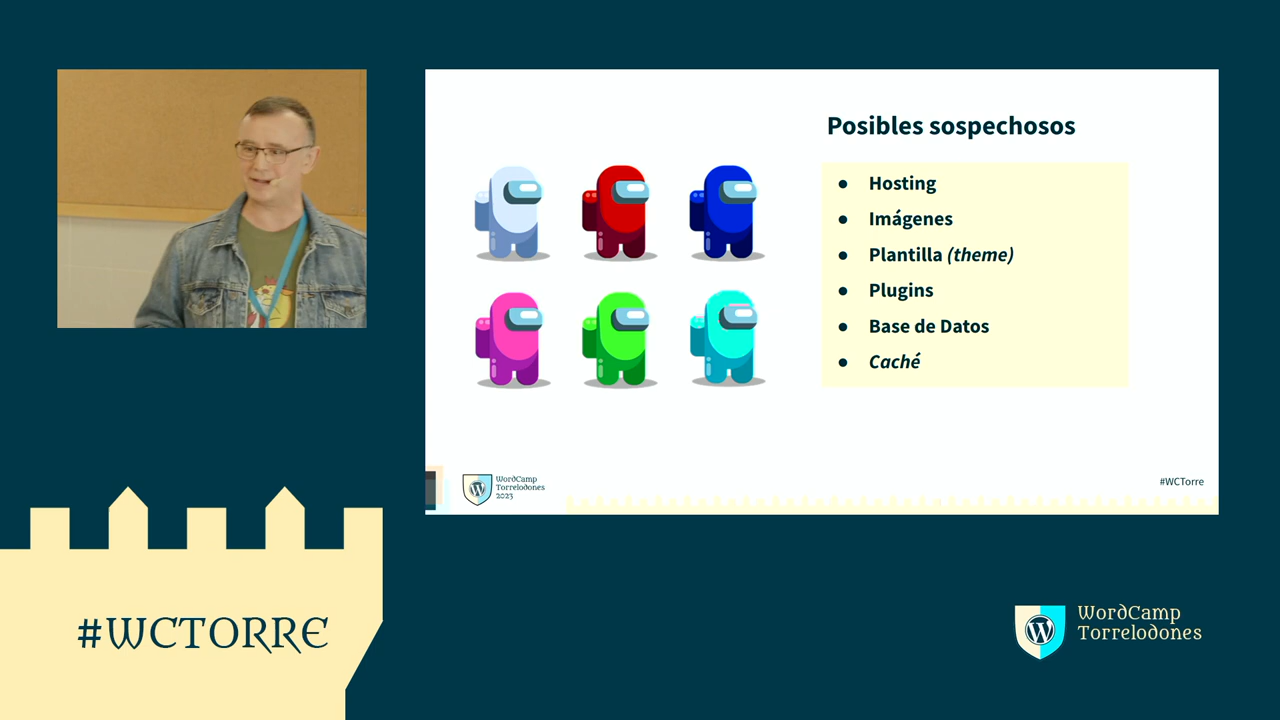 Posibles sospechosos
● Hosting
● Imágenes
● Plantilla (theme)
● Plugins
● Base de Datos
● Caché
WordCamp
Torrelodones
2023
#WCTorre
#WCTORRE
WordCamp
Torrelodones